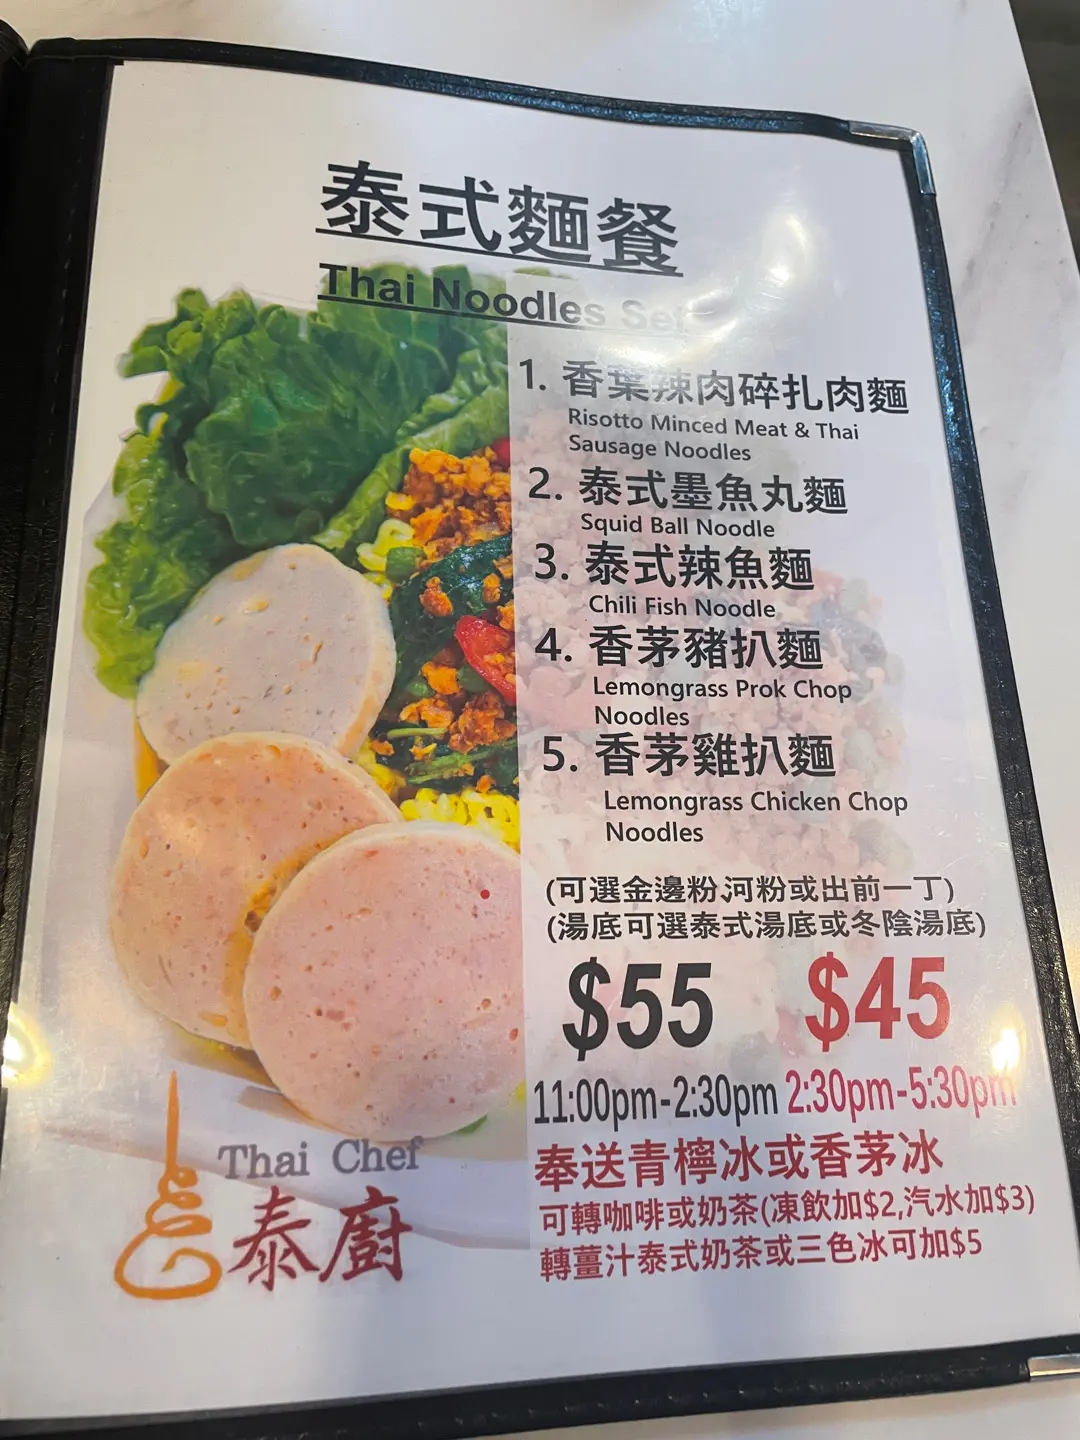 泰式麵餐
Thai Noodles Set
1. 香葉辣肉碎扎肉麵
Risotto Minced Meat & Thai
Sausage Noodles
2. 泰式墨魚丸麵
Squid Ball Noodle
3. 泰式辣魚麵
Chili Fish Noodle
4. 香茅豬扒麵
Lemongrass Prok Chop
Noodles
5. 香茅雞扒麵
Lemongrass Chicken Chop
Noodles
(可選金邊粉,河粉或出前一丁)
(湯底可選泰式湯底或冬陰湯底)
$55 $45
11:00pm-2:30pm 2:30pm-5:30pm
奉送青檸冰或香茅冰
可轉咖啡或奶茶(凍飲加$2,汽水加$3)
轉薑汁泰式奶茶或三色冰可加$5
Thai Chef
泰廚